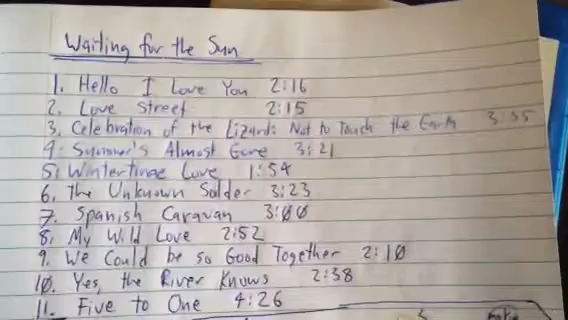 Waiting for the Sun
1. Hello I Love You 2:16
2. Love Street 2:15
3. Celebration of the Lizard: Not to Touch the Earth 3:55
4. Summer's Almost Gone 3:21
5. Wintertime Love 1:54
6. The Unknown Solder 3:23
7. Spanish Caravan 3:00
8. My Wild Love 2:52
9. We Could be so Good Together 2:10
10. Yes, the River Knows 2:38
11. Five to One 4:26